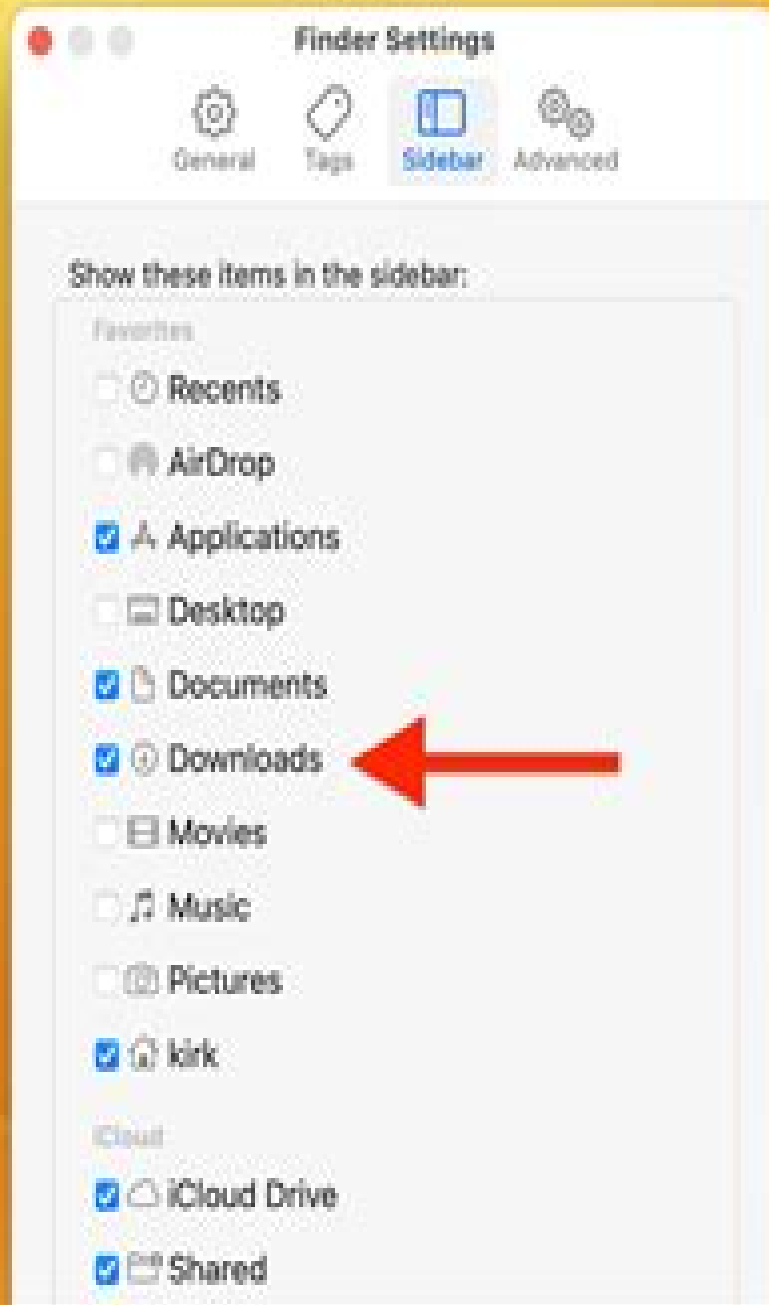 Finder Settings
General Tags Sidebar Advanced
Show these items in the sidebar:
Favorites
Recents
AirDrop
Applications
Desktop
Documents
Downloads
Movies
Music
Pictures
kirk
iCloud
iCloud Drive
Shared